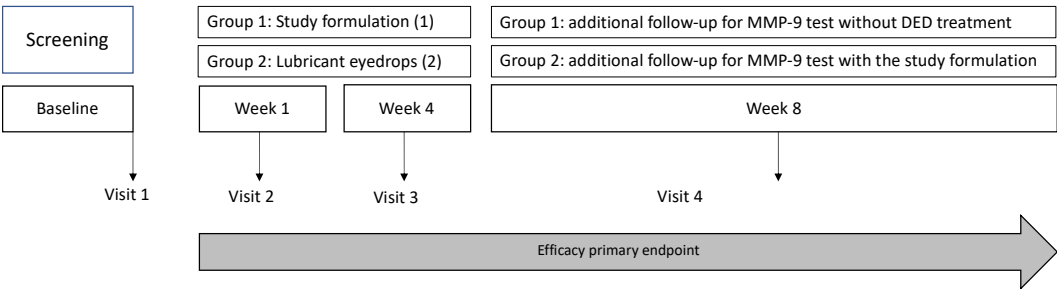 Screening
Group 1: Study formulation (1)
Group 1: additional follow-up for MMP-9 test without DED treatment
Group 2: Lubricant eyedrops (2)
Group 2: additional follow-up for MMP-9 test with the study formulation
Baseline
Week 1
Week 4
Week 8
Visit 1
Visit 2
Visit 3
Visit 4
Efficacy primary endpoint